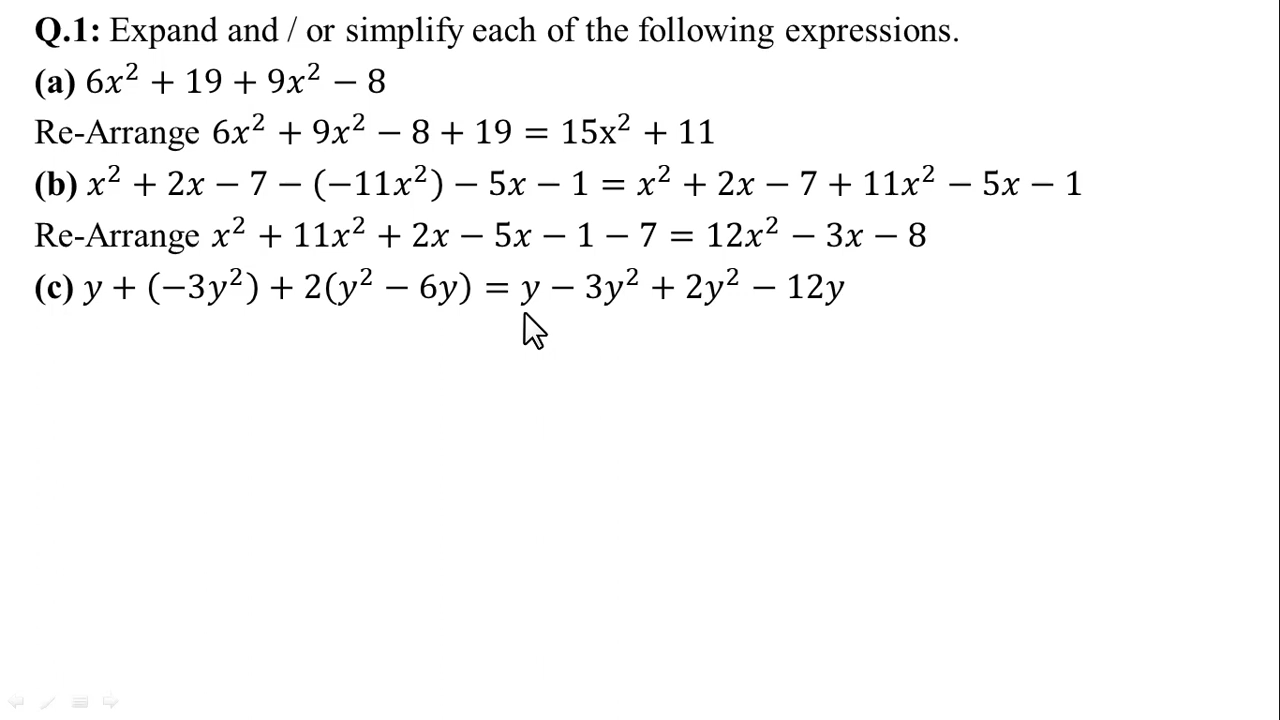 Q.1: Expand and / or simplify each of the following expressions.
(a) 6x² + 19 + 9x² − 8
Re-Arrange 6x² + 9x² − 8 + 19 = 15x² + 11
(b) x² + 2x − 7 − (−11x²) − 5x − 1 = x² + 2x − 7 + 11x² − 5x − 1
Re-Arrange x² + 11x² + 2x − 5x − 1 − 7 = 12x² − 3x − 8
(c) y + (−3y²) + 2(y² − 6y) = y − 3y² + 2y² − 12y